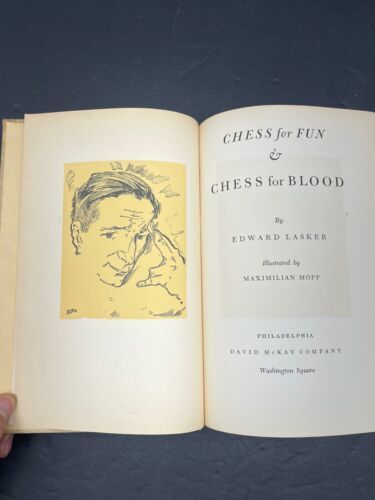 CHESS for FUN
&
CHESS for BLOOD
By
EDWARD LASKER
Illustrated by
MAXIMILIAN MOPP
PHILADELPHIA
DAVID McKAY COMPANY
Washington Square